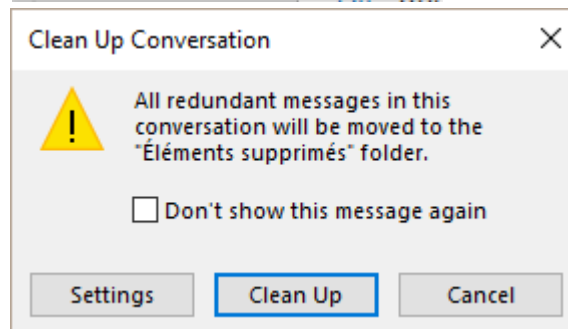 Clean Up Conversation
All redundant messages in this
conversation will be moved to the
"Éléments supprimés" folder.
Don't show this message again
Settings
Clean Up
Cancel